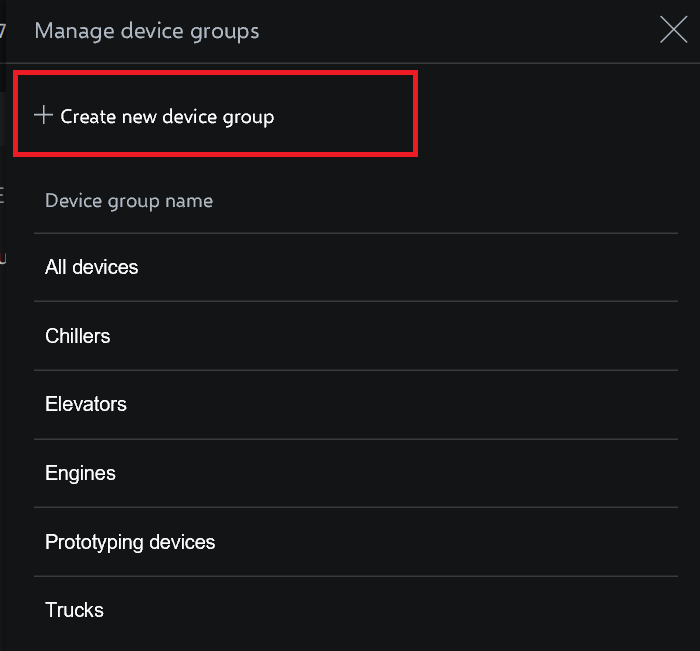 Manage device groups
+ Create new device group
Device group name
All devices
Chillers
Elevators
Engines
Prototyping devices
Trucks